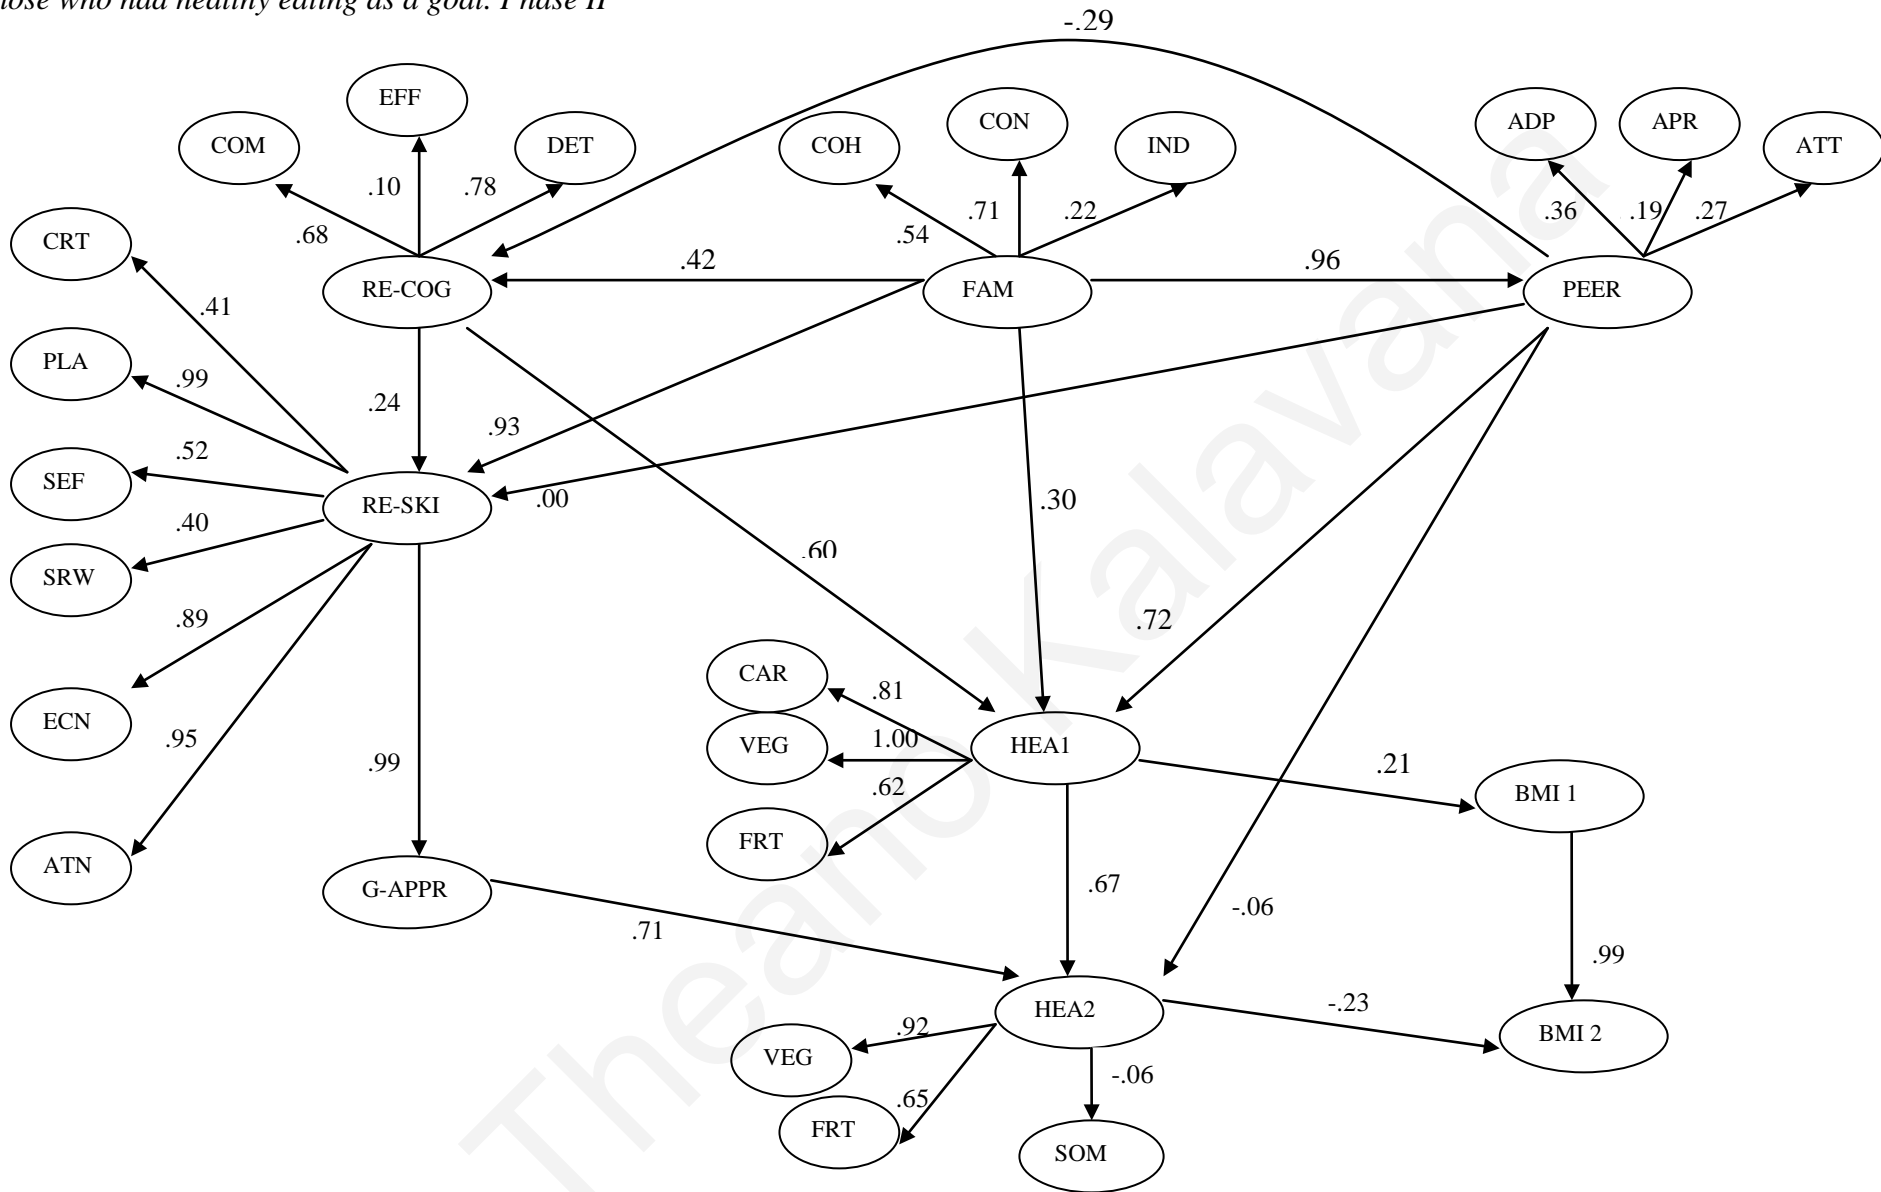 hose who had healthy eating as a goal: Phase II
-.29
EFF
COM
DET
COH
CON
IND
ADP
APR
ATT
.10
.78
.68
.71
.22
.54
.36
.19
.27
CRT
RE-COG
.42
FAM
.96
PEER
.41
PLA
.99
.24
.93
SEF
.52
RE-SKI
.00
.30
SRW
.40
.60
.89
.72
ECN
.95
.99
CAR
.81
VEG
1.00
HEA1
.21
BMI 1
.62
FRT
ATN
G-APPR
.67
-.06
.71
.99
HEA2
-.23
BMI 2
VEG
.92
-.06
.65
FRT
SOM
Theano Kalavana